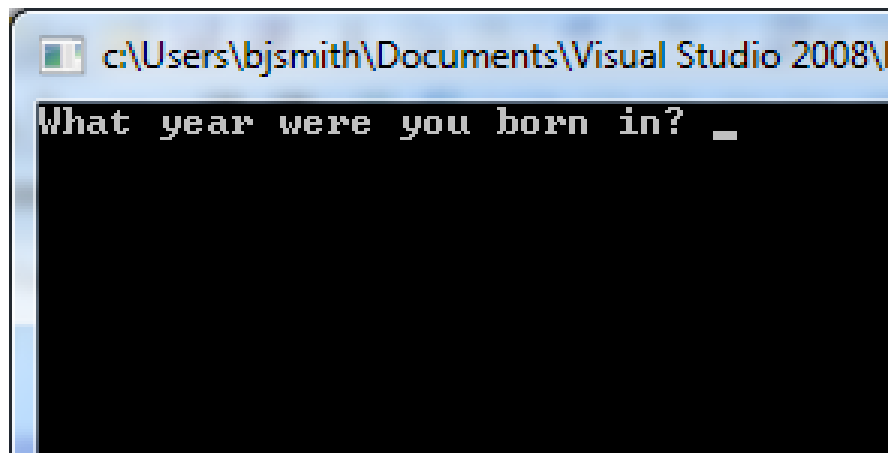 c:\Users\bjsmith\Documents\Visual Studio 2008\
What year were you born in? _